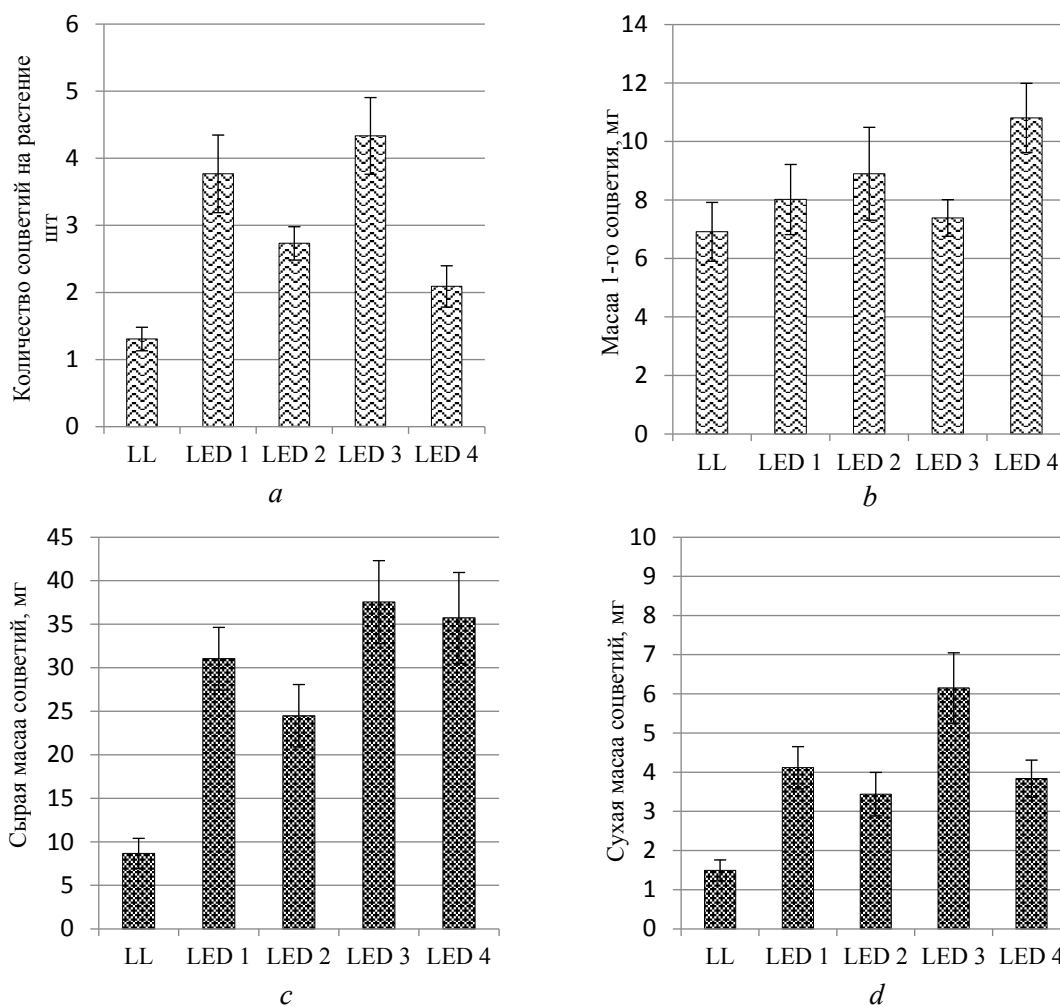 Количество соцветий на растение
шт
6
5
4
3
2
1
0
LL LED 1 LED 2 LED 3 LED 4
a
Масаа 1-го соцветия, мг
14
12
10
8
6
4
2
0
LL LED 1 LED 2 LED 3 LED 4
b
Сырая масаа соцветий, мг
45
40
35
30
25
20
15
10
5
0
LL LED 1 LED 2 LED 3 LED 4
c
Сухая масаа соцветий, мг
10
9
8
7
6
5
4
3
2
1
0
LL LED 1 LED 2 LED 3 LED 4
d